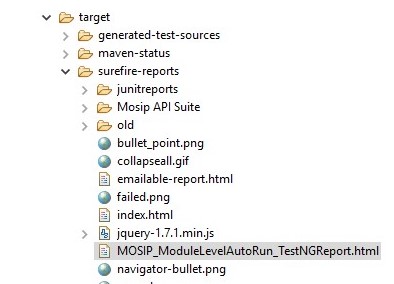 target
generated-test-sources
maven-status
surefire-reports
junitreports
Mosip API Suite
old
bullet_point.png
collapseall.gif
emailable-report.html
failed.png
index.html
jquery-1.7.1.min.js
MOSIP_ModuleLevelAutoRun_TestNGReport.html
navigator-bullet.png